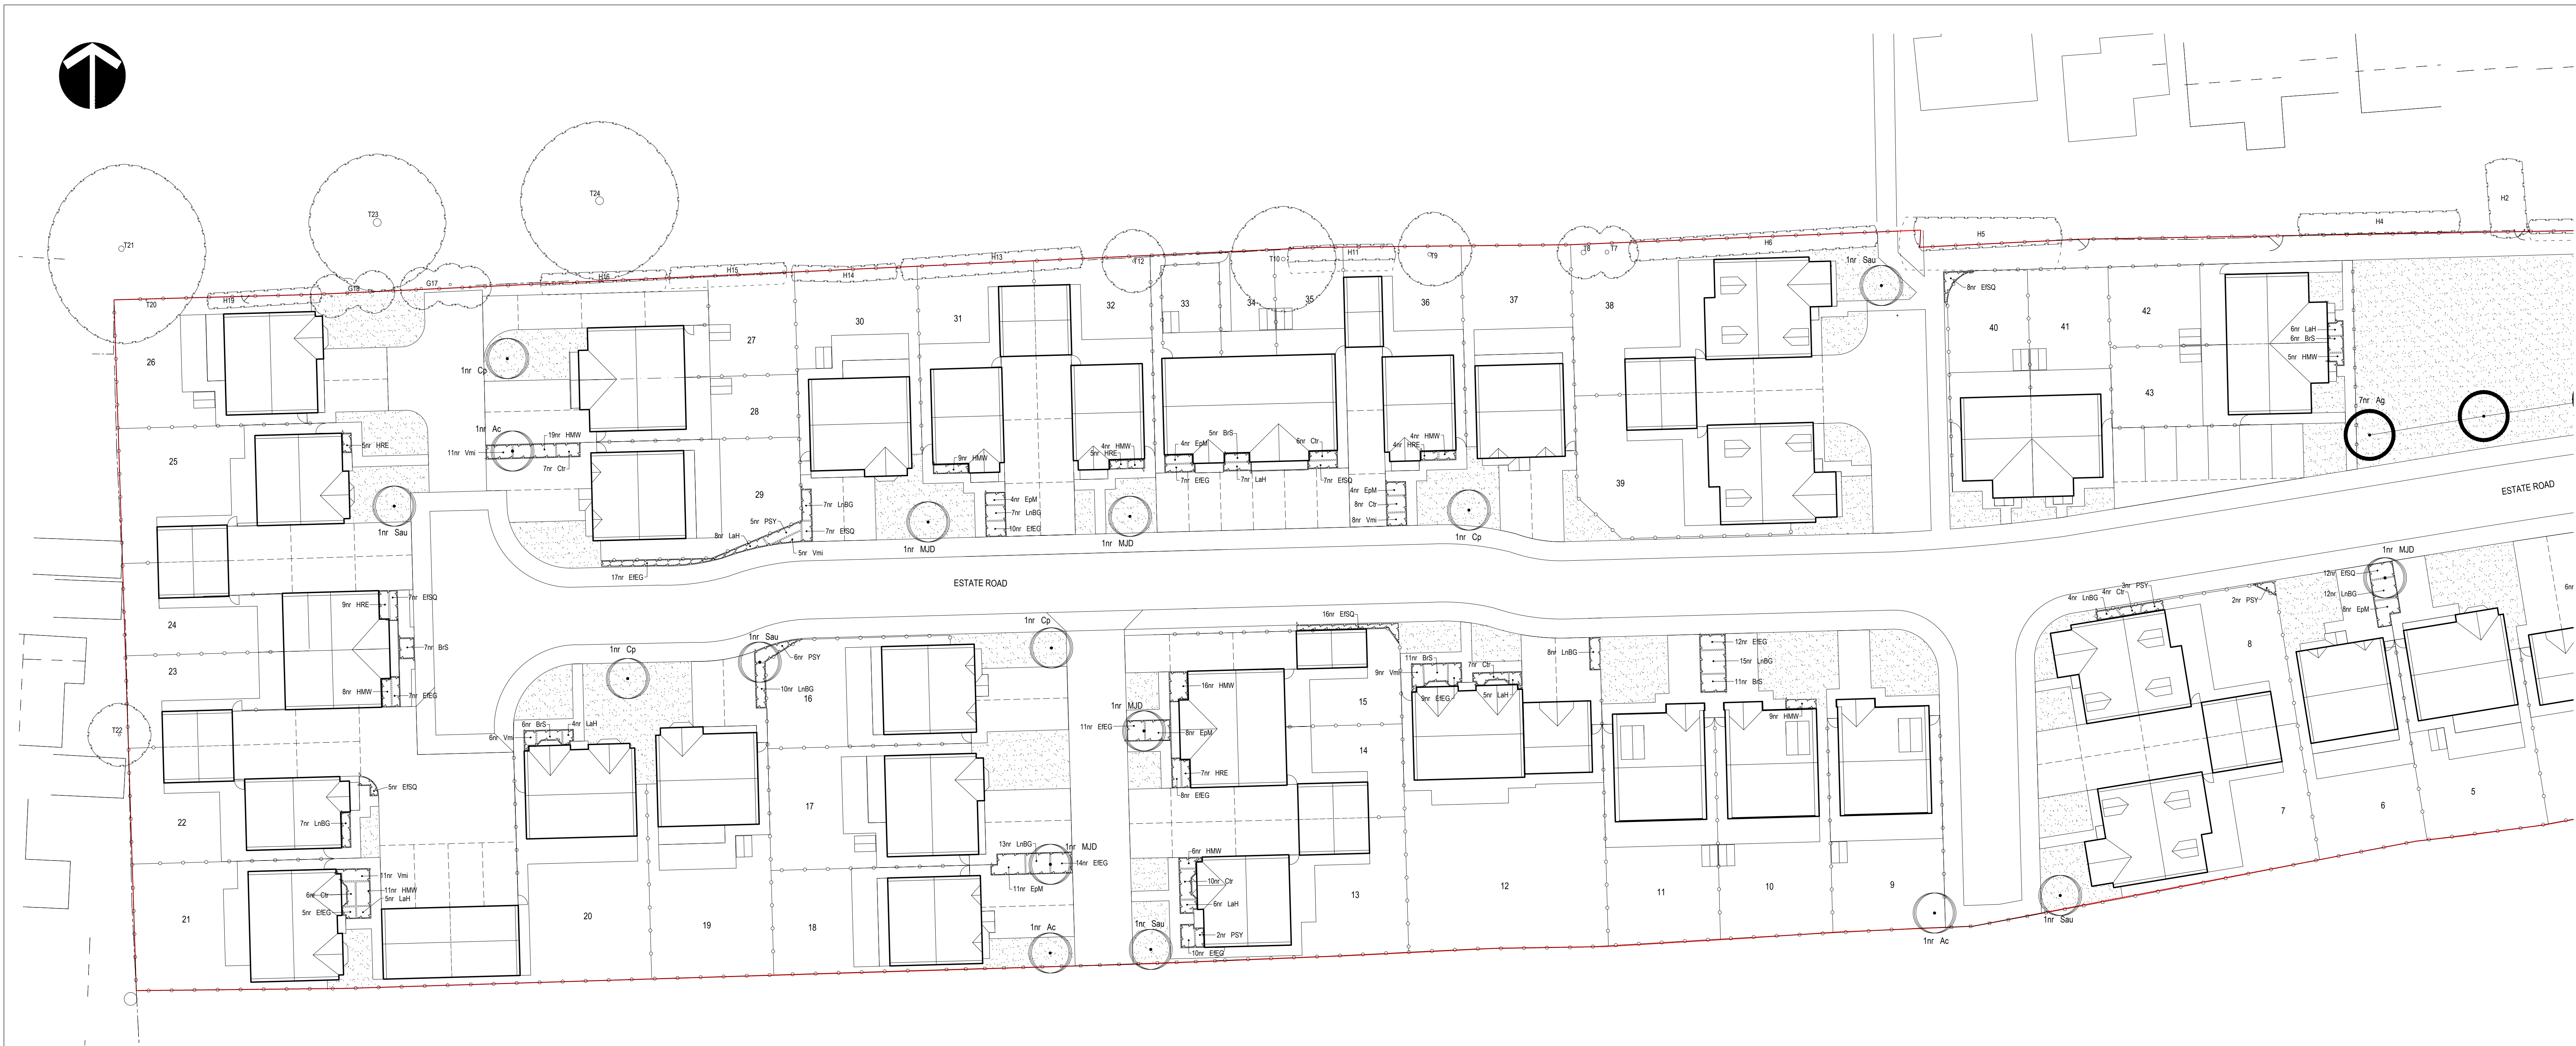 T21
T23
T24
T20
H19
G18
G17
H16
H15
H14
H13
T12
T10
H11
T9
T8
T7
H6
H5
H4
H2
26
1nr Cp
27
30
31
32
33
34
35
36
37
38
1nr Sau
8nr EfSQ
40
41
42
43
6nr LaH
6nr BrS
5nr HMW
7nr Ag
25
5nr HRE
1nr Sau
1nr Ac
19nr HMW
11nr Vmi
7nr Ctr
28
29
7nr LnBG
7nr EfSQ
5nr PSY
8nr LaH
5nr Vmi
17nr EfEG
9nr HMW
1nr MJD
4nr EpM
7nr LnBG
10nr EfEG
4nr HMW
5nr HRE
1nr MJD
4nr EpM
7nr EfEG
5nr BrS
7nr LaH
6nr Ctr
7nr EfSQ
4nr HMW
4nr HRE
4nr EpM
8nr Ctr
8nr Vmi
1nr Cp
39
ESTATE ROAD
ESTATE ROAD
24
23
9nr HRE
7nr EfSQ
7nr BrS
8nr HMW
7nr EfEG
T22
22
5nr EfSQ
7nr LnBG
21
11nr Vmi
6nr Ctr
11nr HMW
5nr LaH
5nr EfEG
1nr Cp
6nr BrS
4nr LaH
6nr Vmi
20
19
1nr Sau
6nr PSY
10nr LnBG
16
17
18
1nr Cp
13nr LnBG
1nr MJD
14nr EfEG
11nr EpM
1nr Ac
1nr MJD
11nr EfEG
8nr EpM
16nr HMW
7nr HRE
8nr EfEG
16nr EfSQ
15
14
13
6nr HMW
10nr Ctr
6nr LaH
2nr PSY
10nr EfEG
1nr Sau
11nr BrS
9nr Vmi
7nr Ctr
9nr EfEG
5nr LaH
12
8nr LnBG
11
12nr EfEG
15nr LnBG
11nr BrS
9nr HMW
10
9
1nr Ac
1nr Sau
3nr PSY
4nr Ctr
4nr LnBG
2nr PSY
8
7
1nr MJD
12nr EfSQ
12nr LnBG
8nr EpM
6
5
6nr